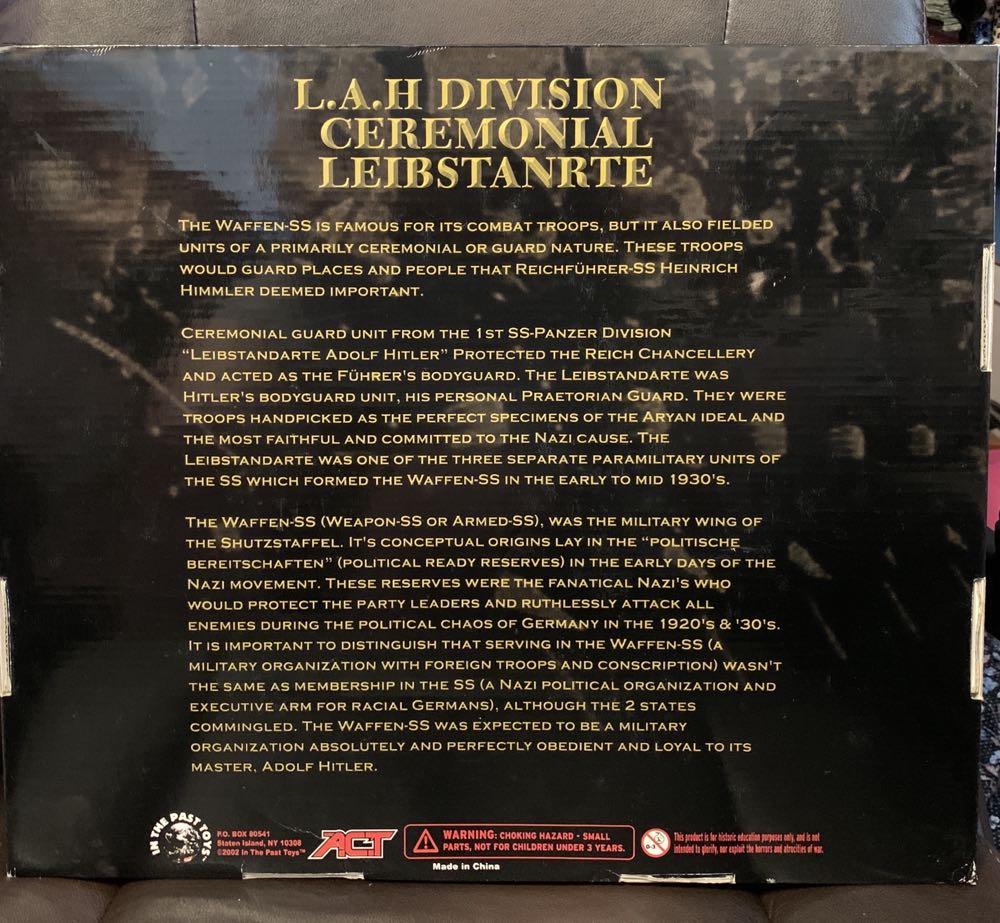 L.A.H DIVISION
CEREMONIAL
LEIBSTANRTE
THE WAFFEN-SS IS FAMOUS FOR ITS COMBAT TROOPS, BUT IT ALSO FIELDED
UNITS OF A PRIMARILY CEREMONIAL OR GUARD NATURE. THESE TROOPS
WOULD GUARD PLACES AND PEOPLE THAT REICHFÜHRER-SS HEINRICH
HIMMLER DEEMED IMPORTANT.
CEREMONIAL GUARD UNIT FROM THE 1ST SS-PANZER DIVISION
"LEIBSTANDARTE ADOLF HITLER" PROTECTED THE REICH CHANCELLERY
AND ACTED AS THE FÜHRER'S BODYGUARD. THE LEIBSTANDARTE WAS
HITLER'S BODYGUARD UNIT, HIS PERSONAL PRAETORIAN GUARD. THEY WERE
TROOPS HANDPICKED AS THE PERFECT SPECIMENS OF THE ARYAN IDEAL AND
THE MOST FAITHFUL AND COMMITTED TO THE NAZI CAUSE. THE
LEIBSTANDARTE WAS ONE OF THE THREE SEPARATE PARAMILITARY UNITS OF
THE SS WHICH FORMED THE WAFFEN-SS IN THE EARLY TO MID 1930'S.
THE WAFFEN-SS (WEAPON-SS OR ARMED-SS), WAS THE MILITARY WING OF
THE SHUTZSTAFFEL. IT'S CONCEPTUAL ORIGINS LAY IN THE "POLITISCHE
BEREITSCHAFTEN" (POLITICAL READY RESERVES) IN THE EARLY DAYS OF THE
NAZI MOVEMENT. THESE RESERVES WERE THE FANATICAL NAZI'S WHO
WOULD PROTECT THE PARTY LEADERS AND RUTHLESSLY ATTACK ALL
ENEMIES DURING THE POLITICAL CHAOS OF GERMANY IN THE 1920'S & '30'S.
IT IS IMPORTANT TO DISTINGUISH THAT SERVING IN THE WAFFEN-SS (A
MILITARY ORGANIZATION WITH FOREIGN TROOPS AND CONSCRIPTION) WASN'T
THE SAME AS MEMBERSHIP IN THE SS (A NAZI POLITICAL ORGANIZATION AND
EXECUTIVE ARM FOR RACIAL GERMANS), ALTHOUGH THE 2 STATES
COMMINGLED. THE WAFFEN-SS WAS EXPECTED TO BE A MILITARY
ORGANIZATION ABSOLUTELY AND PERFECTLY OBEDIENT AND LOYAL TO ITS
MASTER, ADOLF HITLER.
IN THE PAST TOYS
P.O. BOX 80541
Staten Island, NY 10308
©2002 In The Past Toys™
ACT
WARNING: CHOKING HAZARD - SMALL
PARTS, NOT FOR CHILDREN UNDER 3 YEARS.
0-3
This product is for historic education purposes only, and is not
intended to glorify, nor exploit the horrors and atrocities of war.
Made in China